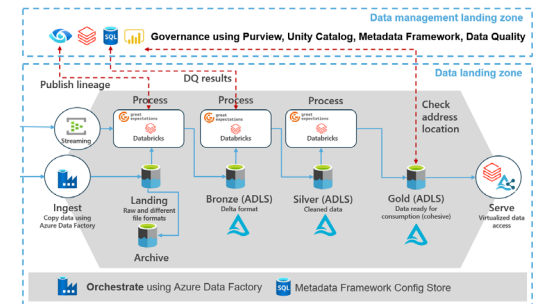 Data management landing zone
Governance using Purview, Unity Catalog, Metadata Framework, Data Quality
SQL
Data landing zone
Publish lineage
DQ results
Process
Process
Process
Check
address
location
great
expectations
Databricks
great
expectations
Databricks
great
expectations
Databricks
Streaming
Ingest
Copy data using
Azure Data Factory
Landing
Raw and different
file formats
Archive
Bronze (ADLS)
Delta format
Silver (ADLS)
Cleaned data
Gold (ADLS)
Data ready for
consumption (cohesive)
Serve
Virtualized data
access
Orchestrate using Azure Data Factory
SQL
Metadata Framework Config Store